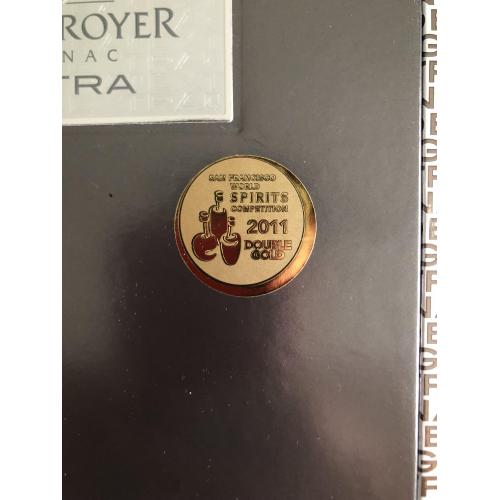 ROYER
NAC
TRA
SAN FRANCISCO
WORLD
SPIRITS
COMPETITION
2011
DOUBLE
GOLD